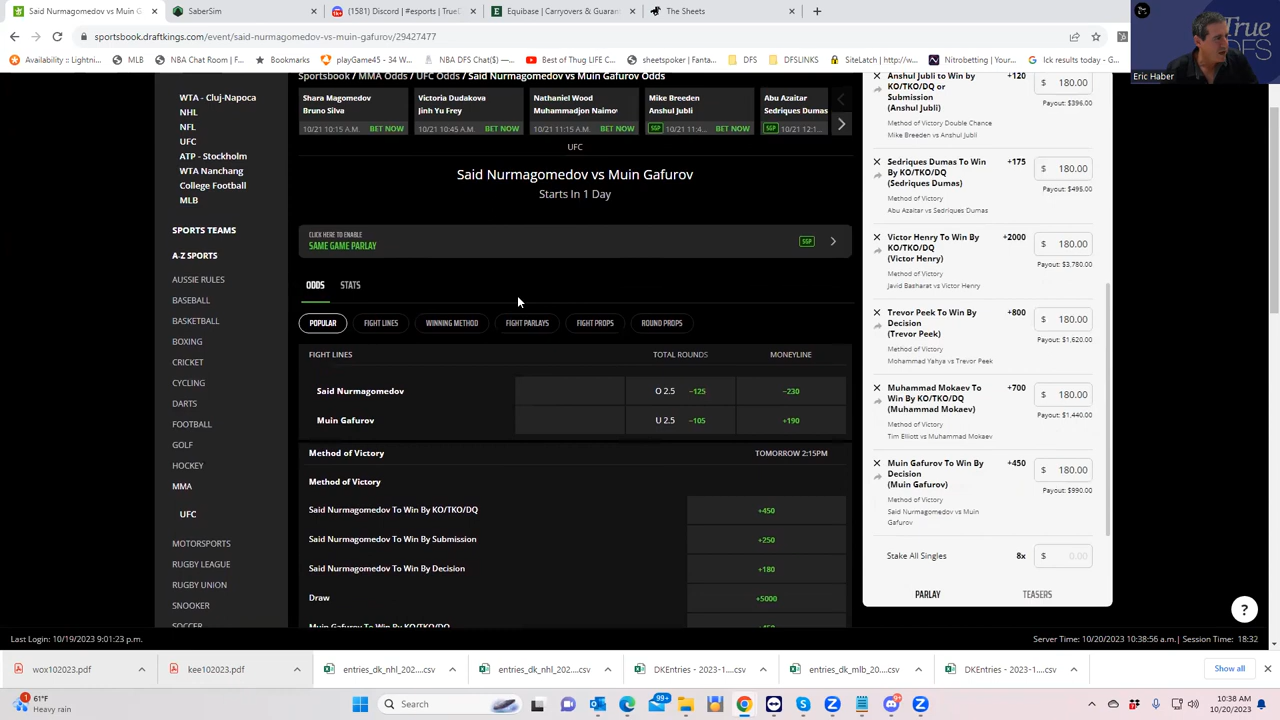 Said Nurmagomedov vs Muin G
SaberSim
(1581) Discord | #esports | TrueD
Equibase | Carryovers & Guaran
The Sheets
sportsbook.draftkings.com/event/said-nurmagomedov-vs-muin-gafurov/29427477
Availability :: Lightni...
MLB
NBA Chat Room | F...
playGame45 - Image...
NBA DFS Chat($) —...
Best of Thug LIFE C...
sheetspoker | Fanta...
DFS
DFSLINKS
SiteLatch (http://w...
Nitrobetting | Your...
Ick results today -...
True
DFS
Eric Haber
Sportsbook / MMA Odds / UFC Odds / Said Nurmagomedov vs Muin Gafurov Odds
WTA - Cluj-Napoca
NHL
NFL
UFC
ATP - Stockholm
WTA Nanchang
College Football
MLB
SPORTS TEAMS
A-Z SPORTS
AUSSIE RULES
BASEBALL
BASKETBALL
BOXING
CRICKET
CYCLING
DARTS
FOOTBALL
GOLF
HOCKEY
MMA
UFC
MOTORSPORTS
RUGBY LEAGUE
RUGBY UNION
SNOOKER
SOCCER
Shara Magomedov
Bruno Silva
10/21 10:15 A.M. BET NOW
Victoria Dudakova
Jinh Yu Frey
10/21 10:45 A.M. BET NOW
Nathaniel Wood
Muhammadjon Naimo
10/21 11:15 A.M. BET NOW
Mike Breeden
Anshul Jubli
SGP 10/21 11:4... BET NOW
Abu Azaitar
Sedriques Dumas
SGP 10/21 12:1...
UFC
Said Nurmagomedov vs Muin Gafurov
Starts In 1 Day
CLICK HERE TO ENABLE
SAME GAME PARLAY
SGP
ODDS STATS
POPULAR FIGHT LINES WINNING METHOD FIGHT PARLAYS FIGHT PROPS ROUND PROPS
FIGHT LINES TOTAL ROUNDS MONEYLINE
Said Nurmagomedov O 2.5 −125 −230
Muin Gafurov U 2.5 −105 +190
Method of Victory TOMORROW 2:15PM
Method of Victory
Said Nurmagomedov To Win By KO/TKO/DQ +450
Said Nurmagomedov To Win By Submission +250
Said Nurmagomedov To Win By Decision +180
Draw +5000
Muin Gafurov To Win By KO/TKO/DQ +450
Anshul Jubli to Win by +120 $ 180.00
KO/TKO/DQ or
Submission
(Anshul Jubli)
Payout: $396.00
Method of Victory Double Chance
Mike Breeden vs Anshul Jubli
Sedriques Dumas To Win +175 $ 180.00
By KO/TKO/DQ
(Sedriques Dumas)
Payout: $495.00
Method of Victory
Abu Azaitar vs Sedriques Dumas
Victor Henry To Win By +2000 $ 180.00
KO/TKO/DQ
(Victor Henry)
Payout: $3,780.00
Method of Victory
Javid Basharat vs Victor Henry
Trevor Peek To Win By +800 $ 180.00
Decision
(Trevor Peek)
Payout: $1,620.00
Method of Victory
Mohammad Yahya vs Trevor Peek
Muhammad Mokaev To +700 $ 180.00
Win By KO/TKO/DQ
(Muhammad Mokaev)
Payout: $1,440.00
Method of Victory
Tim Elliott vs Muhammad Mokaev
Muin Gafurov To Win By +450 $ 180.00
Decision
(Muin Gafurov)
Payout: $990.00
Method of Victory
Said Nurmagomedov vs Muin
Gafurov
Stake All Singles 8x $ 0.00
PARLAY TEASERS
?
Last Login: 10/19/2023 9:01:23 p.m.
Server Time: 10/20/2023 10:38:56 a.m.| Session Time: 18:32
wox102023.pdf
kee102023.pdf
entries_dk_nhl_202....csv
entries_dk_nhl_202....csv
DKEntries - 2023-1....csv
entries_dk_mlb_20....csv
DKEntries - 2023-1....csv
Show all
61°F
Heavy rain
Search
99+
10:38 AM
10/20/2023